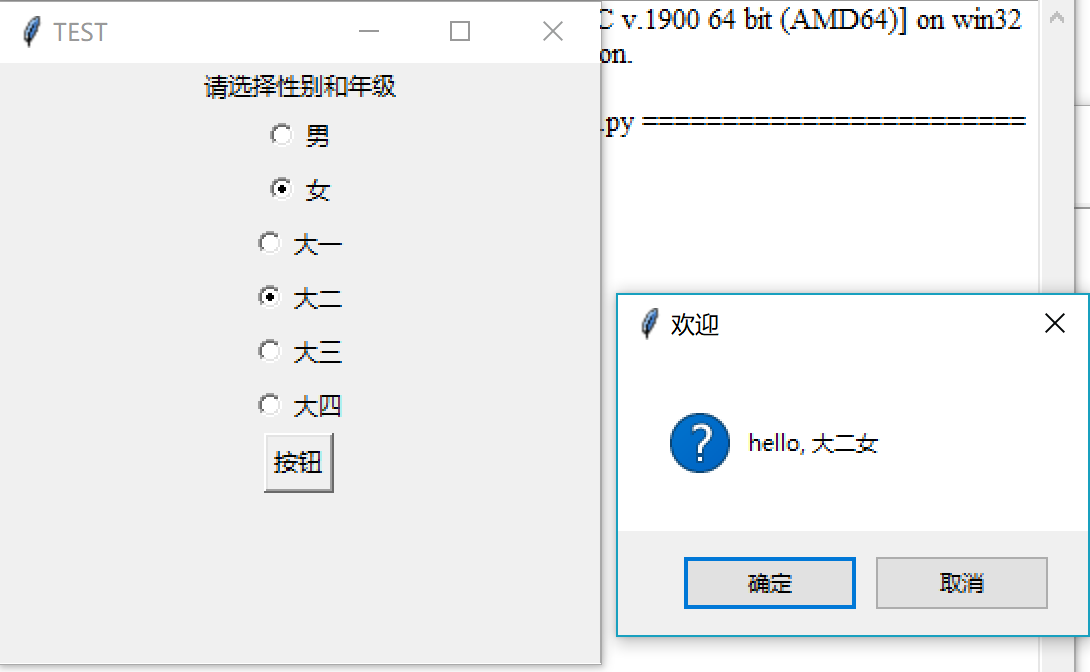 TEST
请选择性别和年级
男
女
大一
大二
大三
大四
按钮
C v.1900 64 bit (AMD64)] on win32
on.
.py ========================
欢迎
?
hello, 大二女
确定
取消